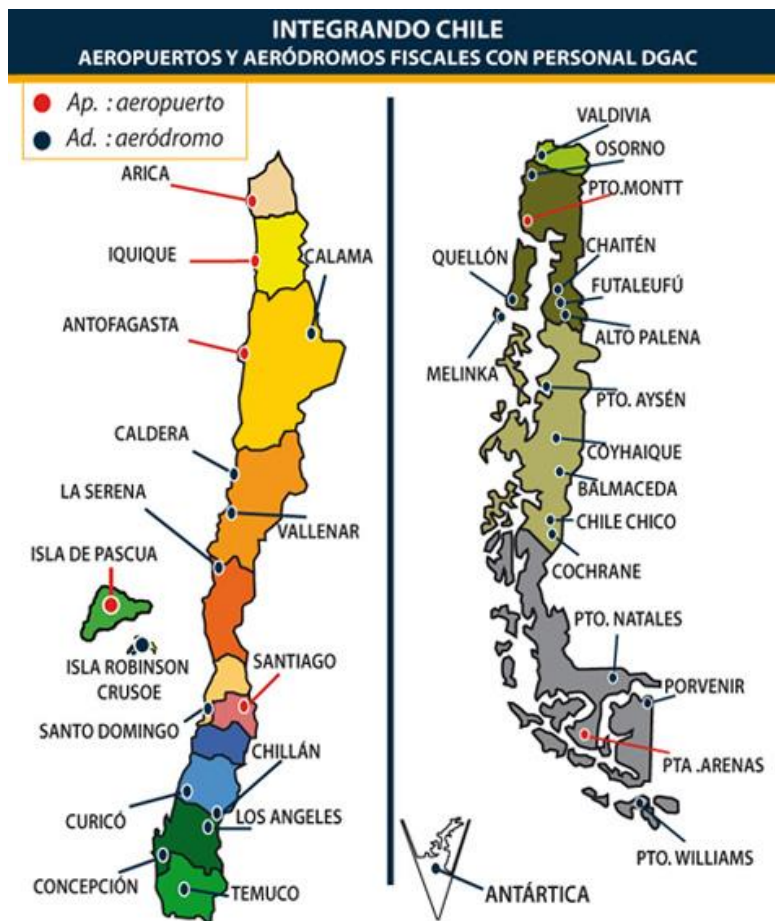 INTEGRANDO CHILE
AEROPUERTOS Y AERÓDROMOS FISCALES CON PERSONAL DGAC
Ap. : aeropuerto
Ad. : aeródromo
ARICA
IQUIQUE
CALAMA
ANTOFAGASTA
CALDERA
LA SERENA
VALLENAR
ISLA DE PASCUA
ISLA ROBINSON
CRUSOE
SANTIAGO
SANTO DOMINGO
CHILLÁN
CURICÓ
LOS ANGELES
CONCEPCIÓN
TEMUCO
VALDIVIA
OSORNO
PTO.MONTT
QUELLÓN
CHAITÉN
FUTALEUFÚ
ALTO PALENA
MELINKA
PTO. AYSÉN
COYHAIQUE
BALMACEDA
CHILE CHICO
COCHRANE
PTO. NATALES
PORVENIR
PTA .ARENAS
PTO. WILLIAMS
ANTÁRTICA